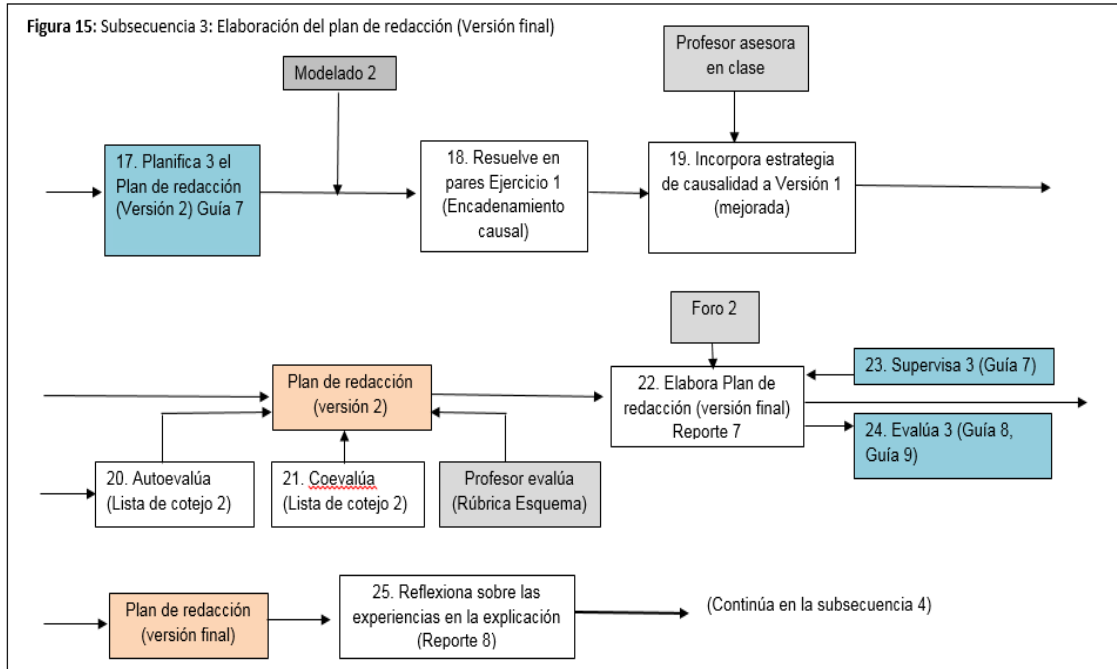 Figura 15: Subsecuencia 3: Elaboración del plan de redacción (Versión final)
Modelado 2
Profesor asesora
en clase
17. Planifica 3 el
Plan de redacción
(Versión 2) Guía 7
18. Resuelve en
pares Ejercicio 1
(Encadenamiento
causal)
19. Incorpora estrategia
de causalidad a Versión 1
(mejorada)
Foro 2
Plan de redacción
(versión 2)
22. Elabora Plan de
redacción (versión final)
Reporte 7
23. Supervisa 3 (Guía 7)
24. Evalúa 3 (Guía 8,
Guía 9)
20. Autoevalúa
(Lista de cotejo 2)
21. Coevalúa
(Lista de cotejo 2)
Profesor evalúa
(Rúbrica Esquema)
Plan de redacción
(versión final)
25. Reflexiona sobre las
experiencias en la explicación
(Reporte 8)
(Continúa en la subsecuencia 4)